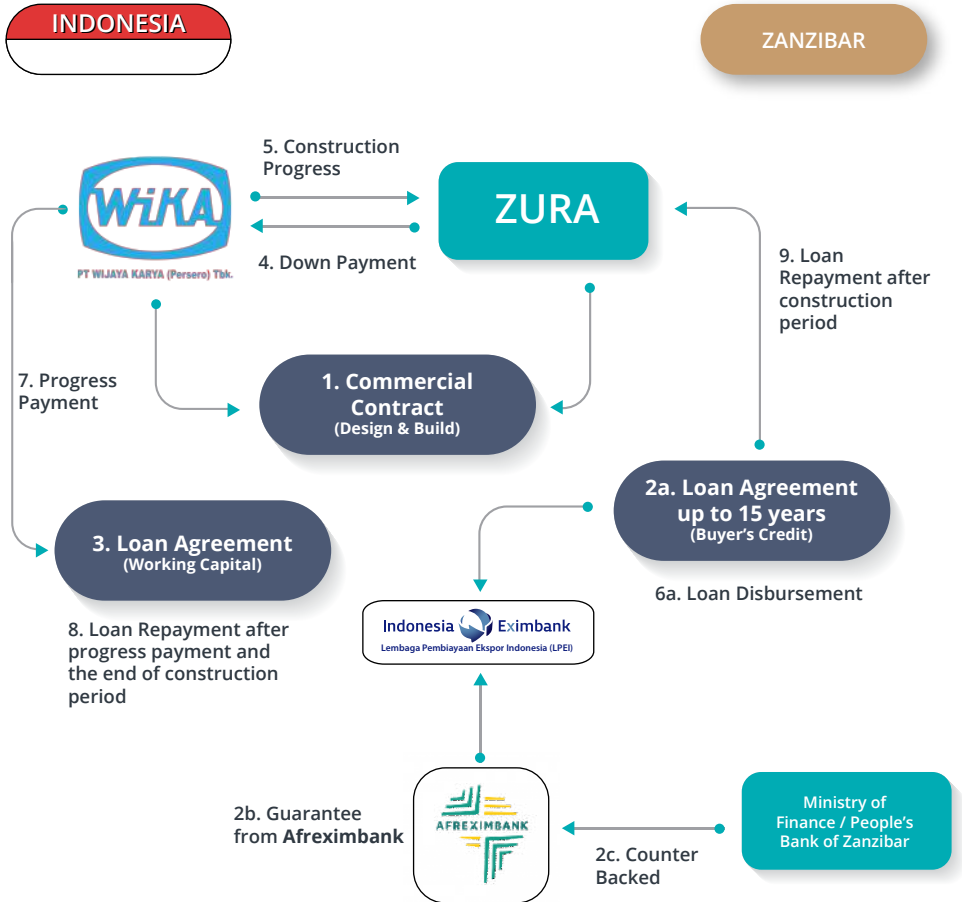 INDONESIA
ZANZIBAR
5. Construction
Progress
WiKA
PT WIJAYA KARYA (Persero) Tbk.
ZURA
4. Down Payment
9. Loan
Repayment after
construction
period
1. Commercial
Contract
(Design & Build)
7. Progress
Payment
2a. Loan Agreement
up to 15 years
(Buyer’s Credit)
3. Loan Agreement
(Working Capital)
6a. Loan Disbursement
Indonesia Eximbank
Lembaga Pembiayaan Ekspor Indonesia (LPEI)
8. Loan Repayment after
progress payment and
the end of construction
period
2b. Guarantee
from Afreximbank
AFREXIMBANK
Ministry of
Finance / People’s
Bank of Zanzibar
2c. Counter
Backed